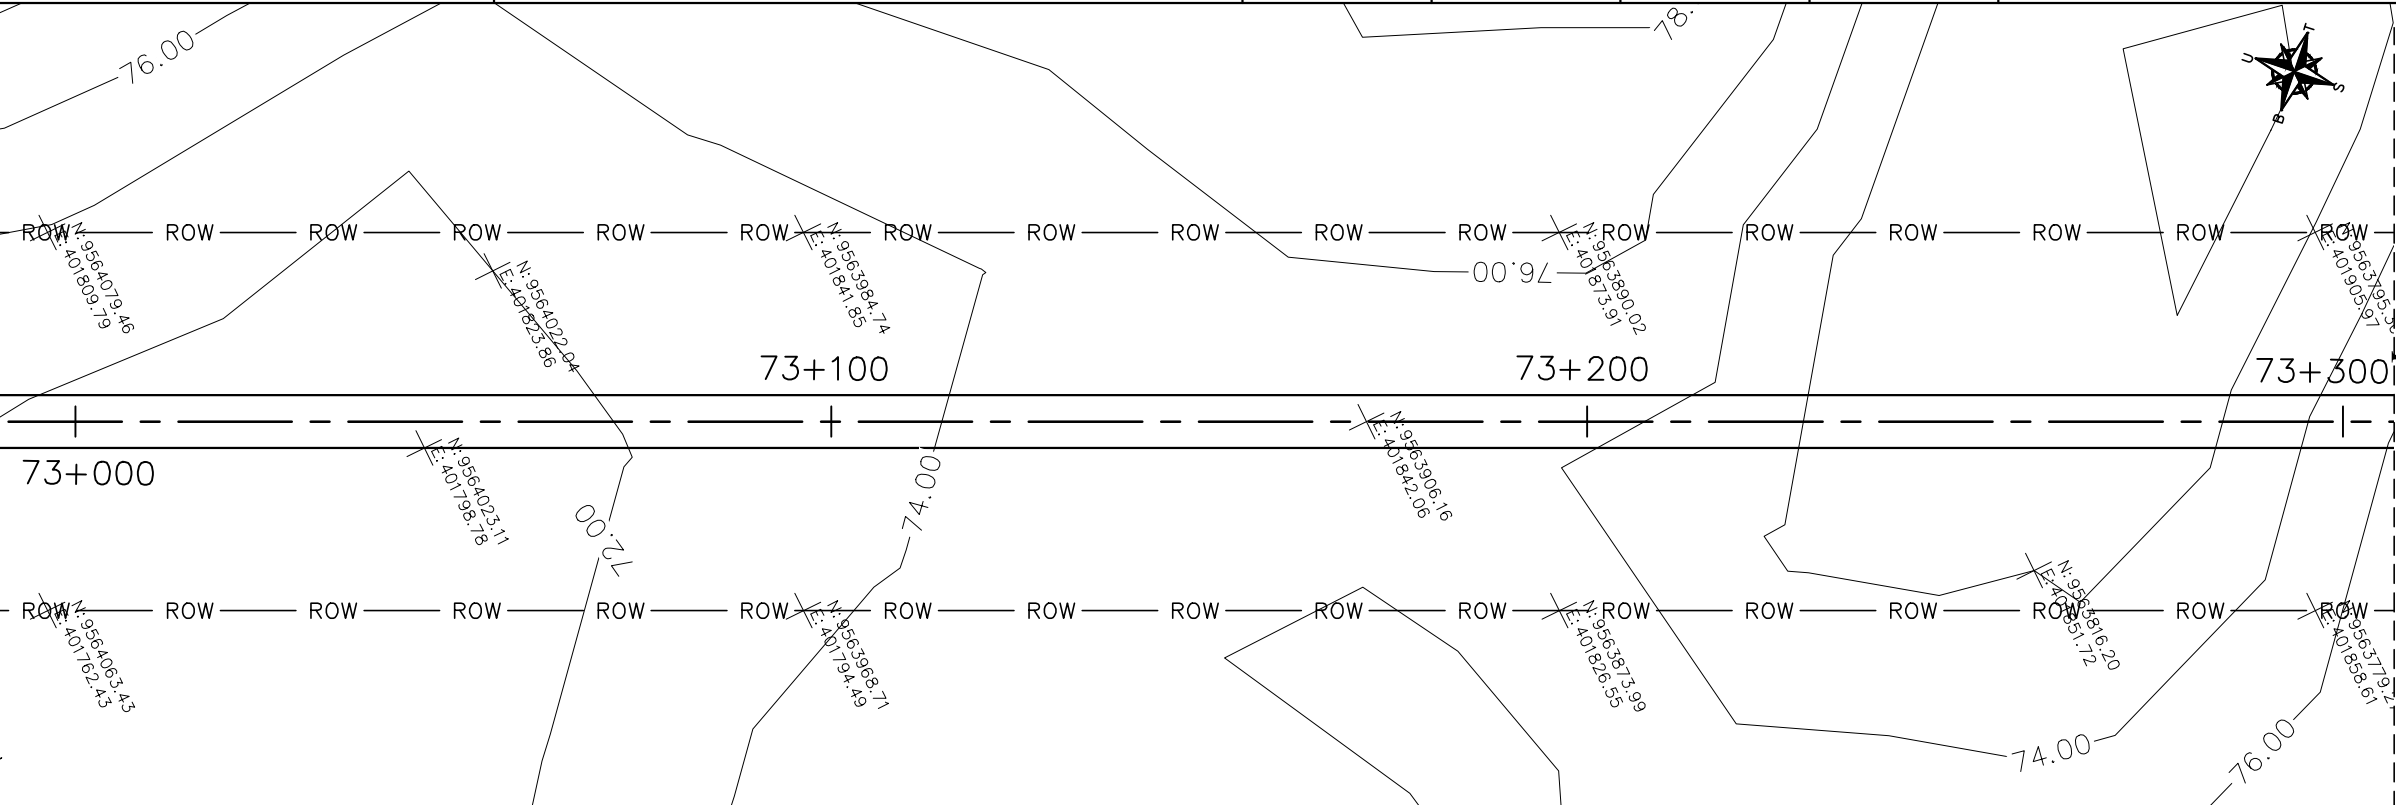 76.00
78.
T
U
S
B
ROW ROW ROW ROW ROW ROW ROW ROW ROW ROW ROW ROW ROW ROW ROW ROW ROW
N: 9564079.46
E: 401809.79
N: 9564022.04
E: 401823.86
N: 9563984.74
E: 401841.85
76.00
N: 9563890.02
E: 401873.91
E: 401905.97
73+100
73+200
73+300
73+000
N: 9564023.11
E: 401798.78
72.00
74.00
N: 9563906.16
E: 401842.06
ROW ROW ROW ROW ROW ROW ROW ROW ROW ROW ROW ROW ROW ROW ROW ROW ROW
N: 9564063.43
E: 401762.43
N: 9563968.71
E: 401794.49
N: 9563873.99
E: 401826.55
N: 9563816.20
E: 401858.61
74.00
76.00